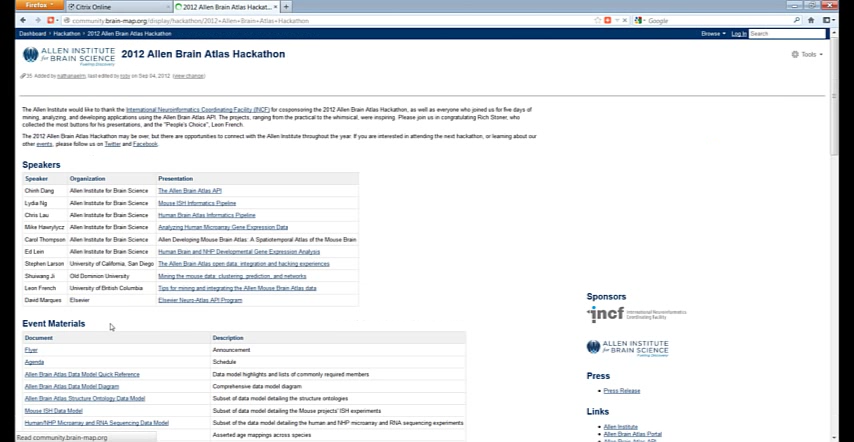 Firefox
Citrix Online
2012 Allen Brain Atlas Hackat...
community.brain-map.org/display/hackathon/2012+Allen+Brain+Atlas+Hackathon
Google
Dashboard › Hackathon › 2012 Allen Brain Atlas Hackathon
Browse
Log In
Search
ALLEN INSTITUTE
for BRAIN SCIENCE
Fueling Discovery
2012 Allen Brain Atlas Hackathon
Tools
Added by last edited by on Sep 04, 2012 (view change)
The Allen Institute would like to thank the International Neuroinformatics Coordinating Facility (INCF) for cosponsoring the 2012 Allen Brain Atlas Hackathon, as well as everyone who joined us for five days of
mining, analyzing, and developing applications using the Allen Brain Atlas API. The projects, ranging from the practical to the whimsical, were inspiring. Please join us in congratulating Rich Stoner, who
collected the most buttons for his presentations, and the "People's Choice", Leon French.
The 2012 Allen Brain Atlas Hackathon may be over, but there are opportunities to connect with the Allen Institute throughout the year. If you are interested in attending the next hackathon, or learning about our
other events, please follow us on Twitter and Facebook.
Speakers
Speaker Organization Presentation
Chinh Dang Allen Institute for Brain Science The Allen Brain Atlas API
Lydia Ng Allen Institute for Brain Science Mouse ISH Informatics Pipeline
Chris Lau Allen Institute for Brain Science Human Brain Atlas Informatics Pipeline
Mike Hawrylycz Allen Institute for Brain Science Analyzing Human Microarray Gene Expression Data
Carol Thompson Allen Institute for Brain Science Allen Developing Mouse Brain Atlas: A Spatiotemporal Atlas of the Mouse Brain
Ed Lein Allen Institute for Brain Science Human Brain and NHP Developmental Gene Expression Analysis
Stephen Larson University of California, San Diego The Allen Brain Atlas open data, integration and hacking experiences
Shuiwang Ji Old Dominion University Mining the mouse data: clustering, prediction, and networks
Leon French University of British Columbia Tips for mining and integrating the Allen Mouse Brain Atlas data
David Marques Elsevier Elsevier Neuro-Atlas API Program
Event Materials
Document Description
Flyer Announcement
Agenda Schedule
Allen Brain Atlas Data Model Quick Reference Data model highlights and lists of commonly required members
Allen Brain Atlas Data Model Diagram Comprehensive data model diagram
Allen Brain Atlas Structure Ontology Data Model Subset of data model detailing the structure ontologies
Mouse ISH Data Model Subset of data model detailing the Mouse projects' ISH experiments
Human/NHP Microarray and RNA Sequencing Data Model Subset of the data model detailing the human and NHP microarray and RNA sequencing experiments
Asserted age mappings across species
Read community.brain-map.org
Sponsors
incf International Neuroinformatics
Coordinating Facility
ALLEN INSTITUTE
for BRAIN SCIENCE
Fueling Discovery
Press
Press Release
Links
Allen Institute
Allen Brain Atlas Portal